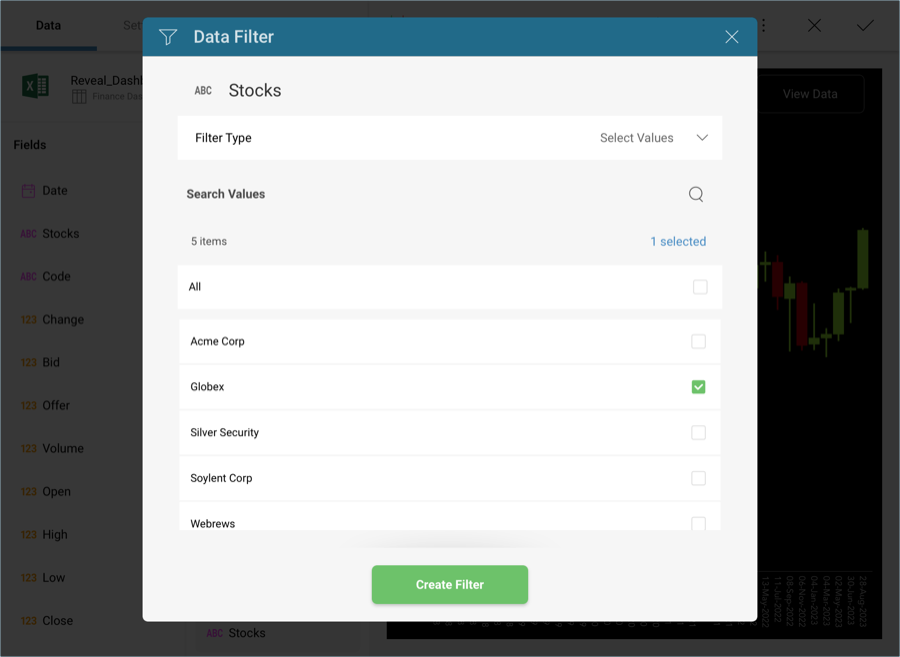 Data
Set
Data Filter
Reveal_Dashb
Finance Das
ABC Stocks
View Data
Filter Type
Select Values
Fields
Search Values
Date
ABC Stocks
5 items
1 selected
ABC Code
All
123 Change
Acme Corp
123 Bid
Globex
123 Offer
Silver Security
123 Volume
Soylent Corp
123 Open
Webrews
123 High
123 Low
Create Filter
123 Close
ABC Stocks
13-May-2022
11-Jul-2022
08-Sep-2022
06-Nov-2022
04-Jan-2023
04-Mar-2023
02-May-2023
30-Jun-2023
28-Aug-2023